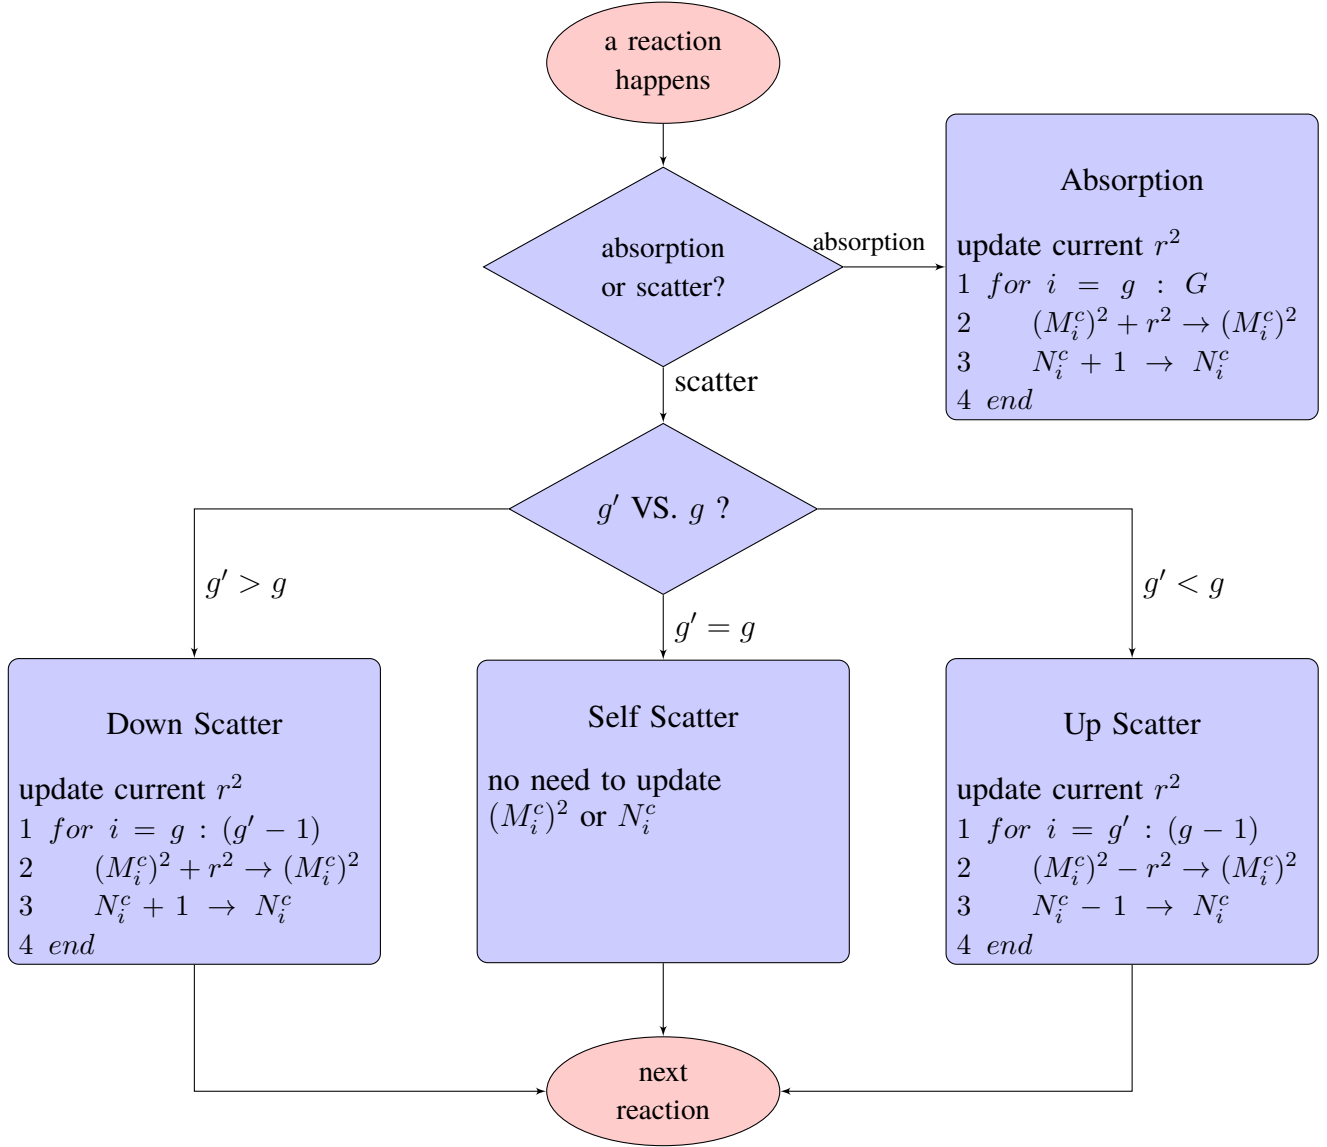 a reaction
happens
absorption
or scatter?
absorption
Absorption
update current r²
1 for i = g : G
2 (M_i^c)² + r² → (M_i^c)²
3 N_i^c + 1 → N_i^c
4 end
scatter
g′ VS. g ?
g′ > g
g′ = g
g′ < g
Down Scatter
update current r²
1 for i = g : (g′ − 1)
2 (M_i^c)² + r² → (M_i^c)²
3 N_i^c + 1 → N_i^c
4 end
Self Scatter
no need to update
(M_i^c)² or N_i^c
Up Scatter
update current r²
1 for i = g′ : (g − 1)
2 (M_i^c)² − r² → (M_i^c)²
3 N_i^c − 1 → N_i^c
4 end
next
reaction